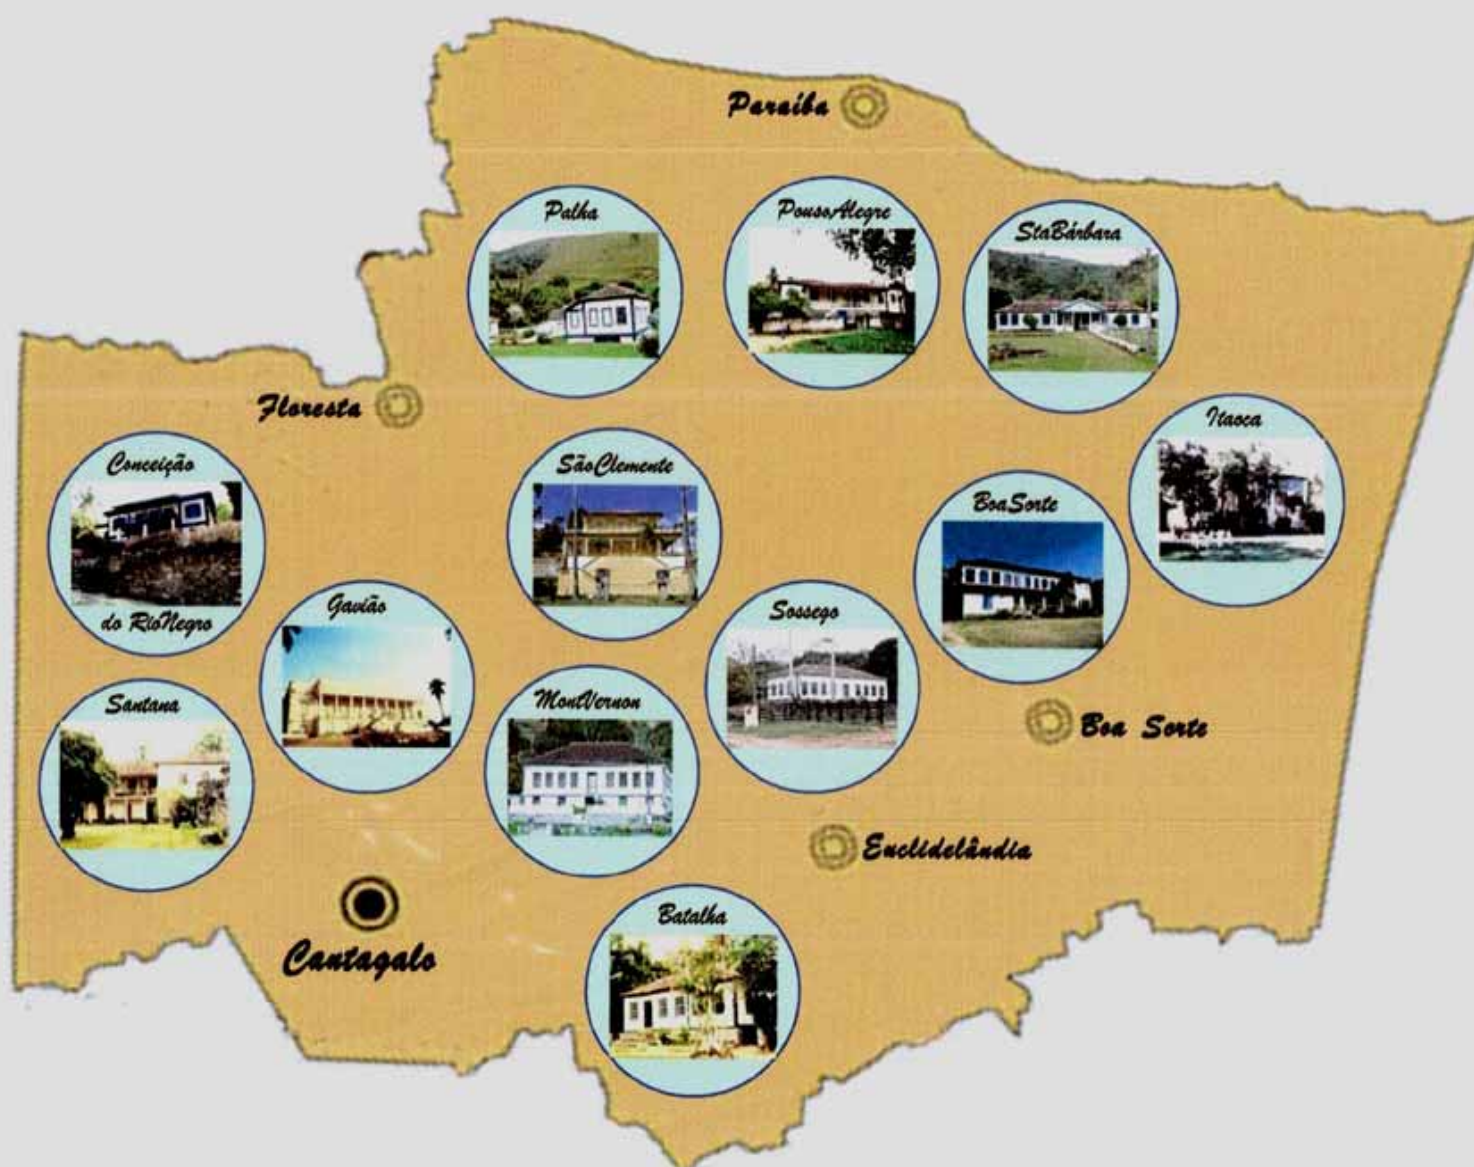 Paraíba
Palha
PousoAlegre
StaBárbara
Floresta
Itaoca
Conceição
do RioNegro
SãoClemente
BoaSorte
Gavião
Sossego
Santana
MontVernon
Boa Sorte
Euclidelândia
Batalha
Cantagalo